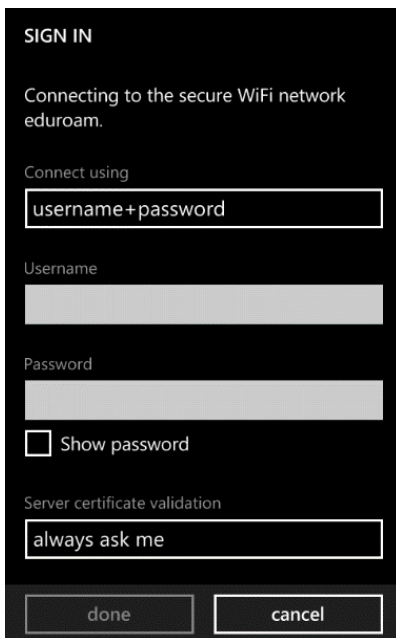 SIGN IN
Connecting to the secure WiFi network
eduroam.
Connect using
username+password
Username
Password
Show password
Server certificate validation
always ask me
done cancel